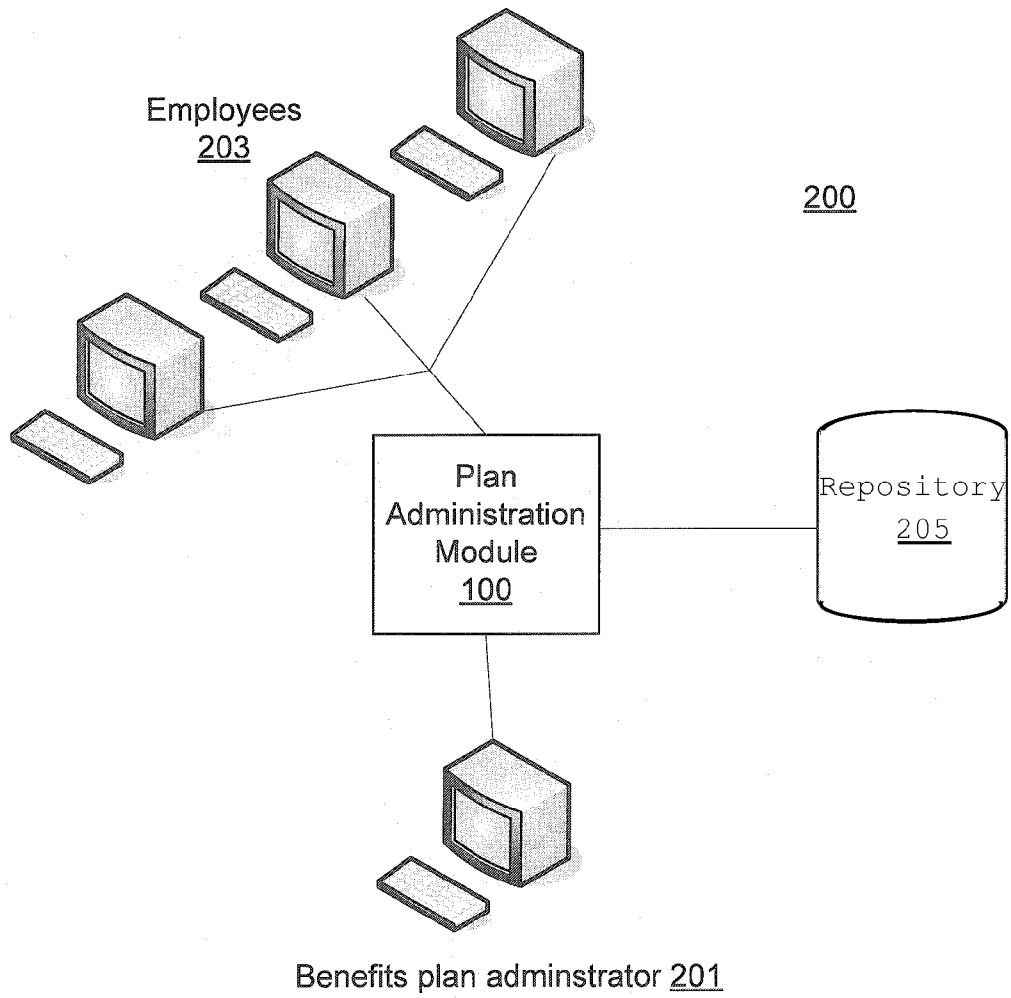 Employees
203
200
Plan
Administration
Module
100
Repository
205
Benefits plan adminstrator 201